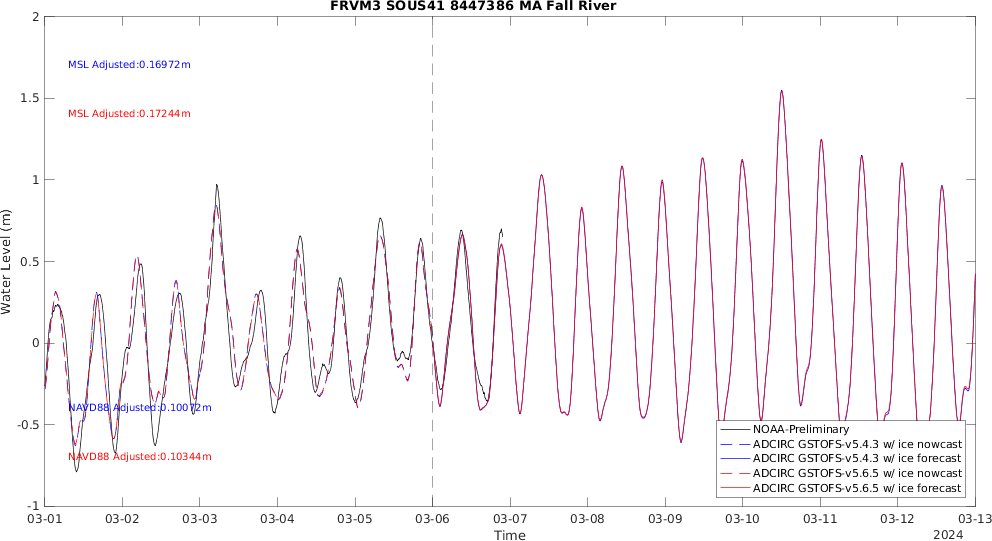 FRVM3 SOUS41 8447386 MA Fall River
2
MSL Adjusted:0.16972m
1.5
MSL Adjusted:0.17244m
1
0.5
Water Level (m)
0
-0.5
-1
NAVD88 Adjusted:0.10072m
NAVD88 Adjusted:0.10344m
NOAA-Preliminary
ADCIRC GSTOFS-v5.4.3 w/ ice nowcast
ADCIRC GSTOFS-v5.4.3 w/ ice forecast
ADCIRC GSTOFS-v5.6.5 w/ ice nowcast
ADCIRC GSTOFS-v5.6.5 w/ ice forecast
03-01 03-02 03-03 03-04 03-05 03-06 03-07 03-08 03-09 03-10 03-11 03-12 03-13
Time
2024